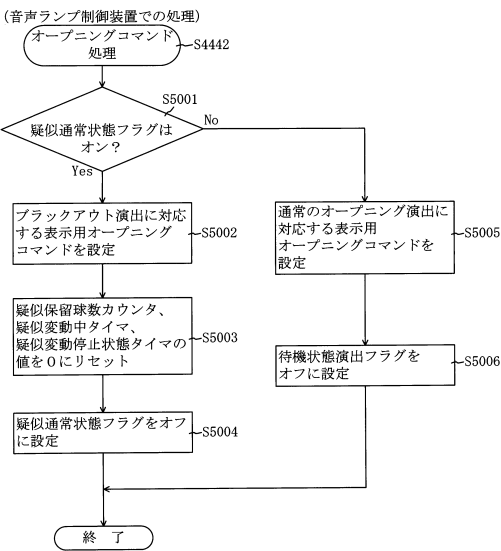 (音声ランプ制御装置での処理)
オープニングコマンド
処理
S4442
S5001
疑似通常状態フラグは
オン？
No
Yes
ブラックアウト演出に対応
する表示用オープニング
コマンドを設定
S5002
通常のオープニング演出に
対応する表示用
オープニングコマンドを
設定
S5005
疑似保留球数カウンタ、
疑似変動中タイマ、
疑似変動停止状態タイマの
値を０にリセット
S5003
待機状態演出フラグを
オフに設定
S5006
疑似通常状態フラグをオフ
に設定
S5004
終　了